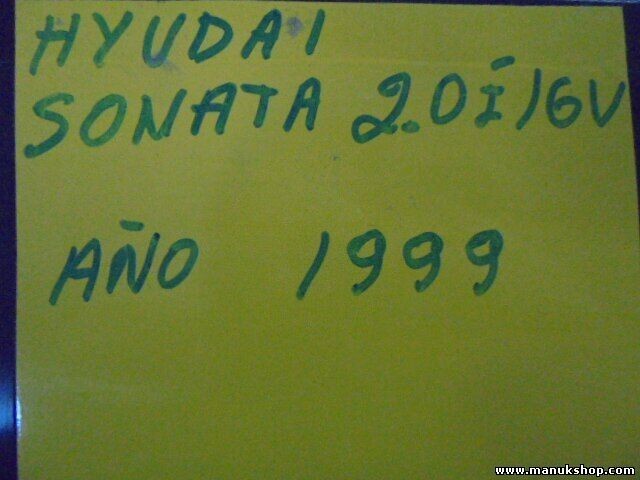 HYUDAI
SONATA 2.0I 16V
AÑO 1999
www.manukshop.com